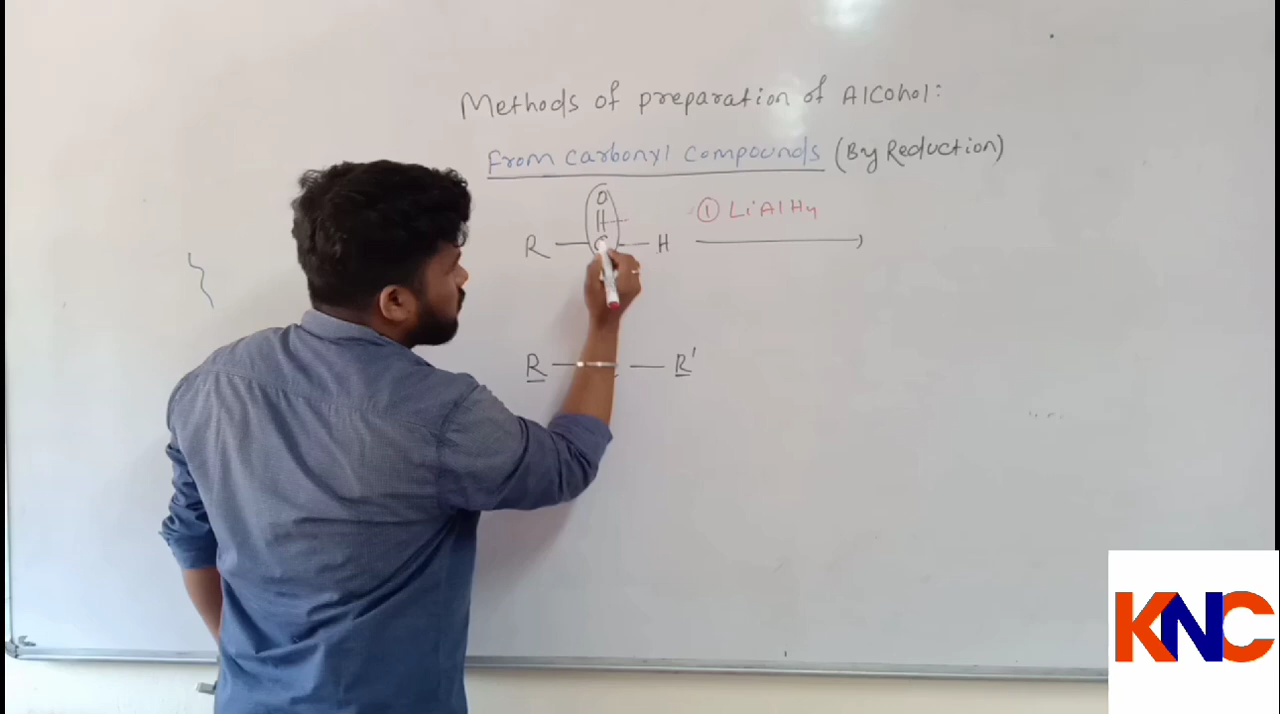 Methods of preparation of Alcohol:
From Carbonyl Compounds (By Reduction)
O
R — C — H ① LiAlH4
R — — R'
KNC